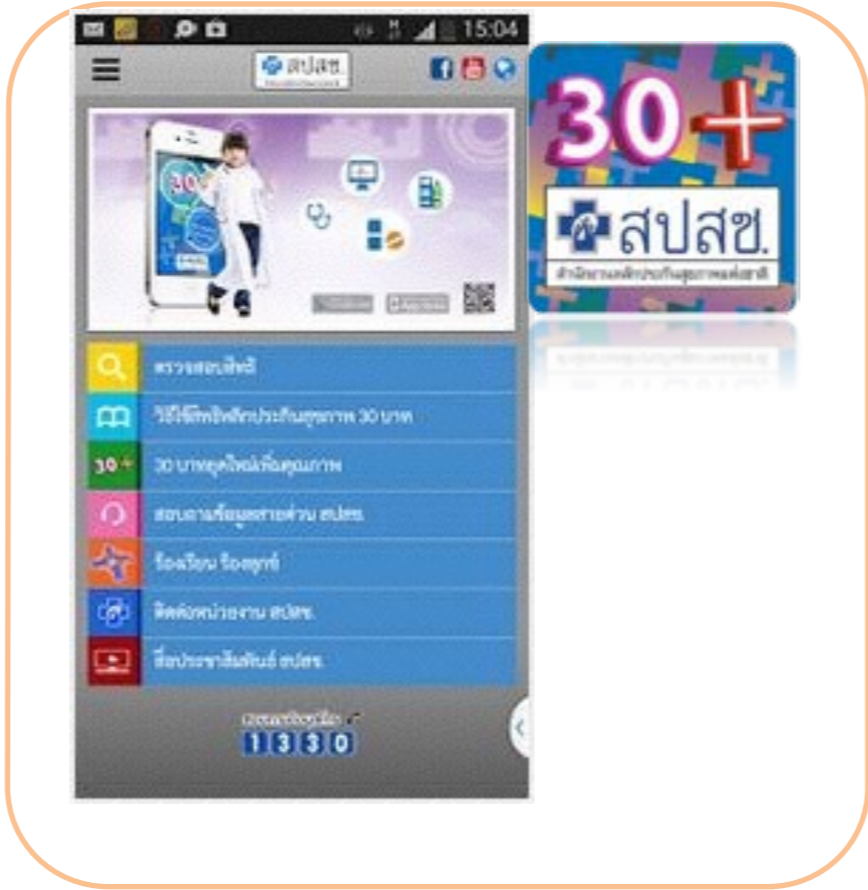 15:04
สปสช.
30+
สปสช.
สำนักงานหลักประกันสุขภาพแห่งชาติ
30
ตรวจสอบสิทธิ
วิธีใช้สิทธิหลักประกันสุขภาพ 30 บาท
30+
30 บาทยุคใหม่เพิ่มคุณภาพ
สอบถามข้อมูลสายด่วน สปสช.
ร้องเรียน ร้องทุกข์
ติดต่อหน่วยงาน สปสช.
สื่อประชาสัมพันธ์ สปสช.
1330